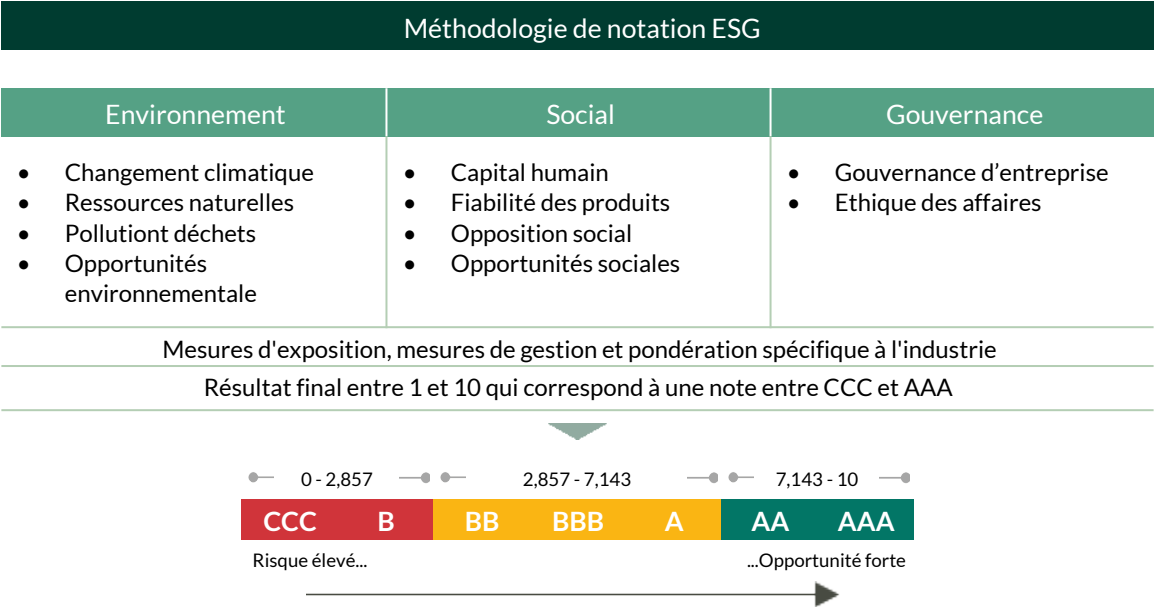 Méthodologie de notation ESG
Environnement
Social
Gouvernance
• Changement climatique
• Ressources naturelles
• Pollutiont déchets
• Opportunités
environnementale
• Capital humain
• Fiabilité des produits
• Opposition social
• Opportunités sociales
• Gouvernance d’entreprise
• Ethique des affaires
Mesures d'exposition, mesures de gestion et pondération spécifique à l'industrie
Résultat final entre 1 et 10 qui correspond à une note entre CCC et AAA
0 - 2,857 2,857 - 7,143 7,143 - 10
CCC B BB BBB A AA AAA
Risque élevé... ...Opportunité forte